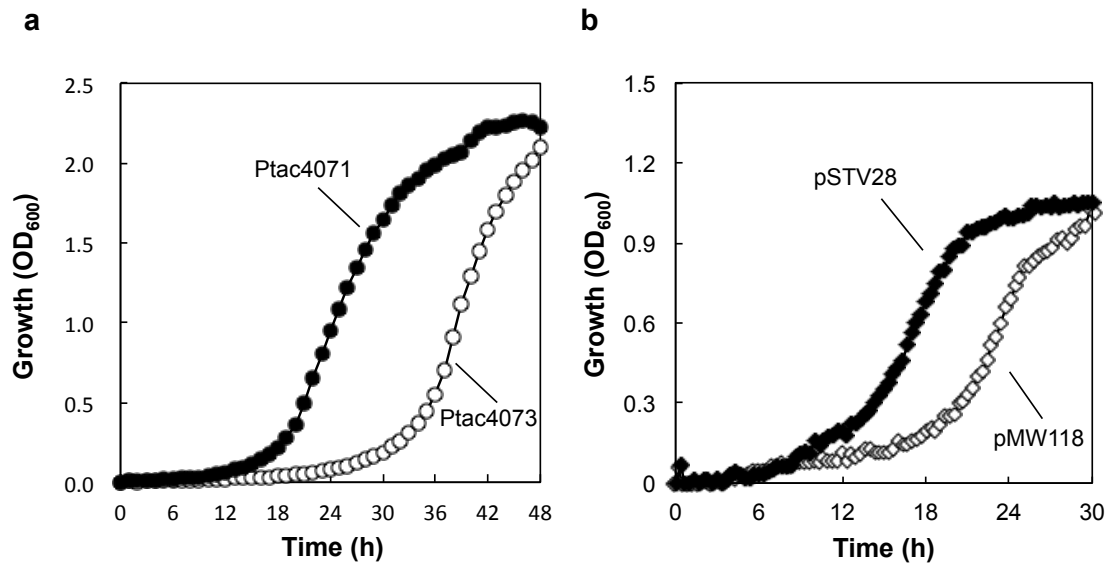 a
2.5
2.0
1.5
1.0
0.5
0.0
Growth (OD600)
Ptac4071
Ptac4073
0 6 12 18 24 30 36 42 48
Time (h)
b
1.5
1.2
0.9
0.6
0.3
0
Growth (OD600)
pSTV28
pMW118
0 6 12 18 24 30
Time (h)